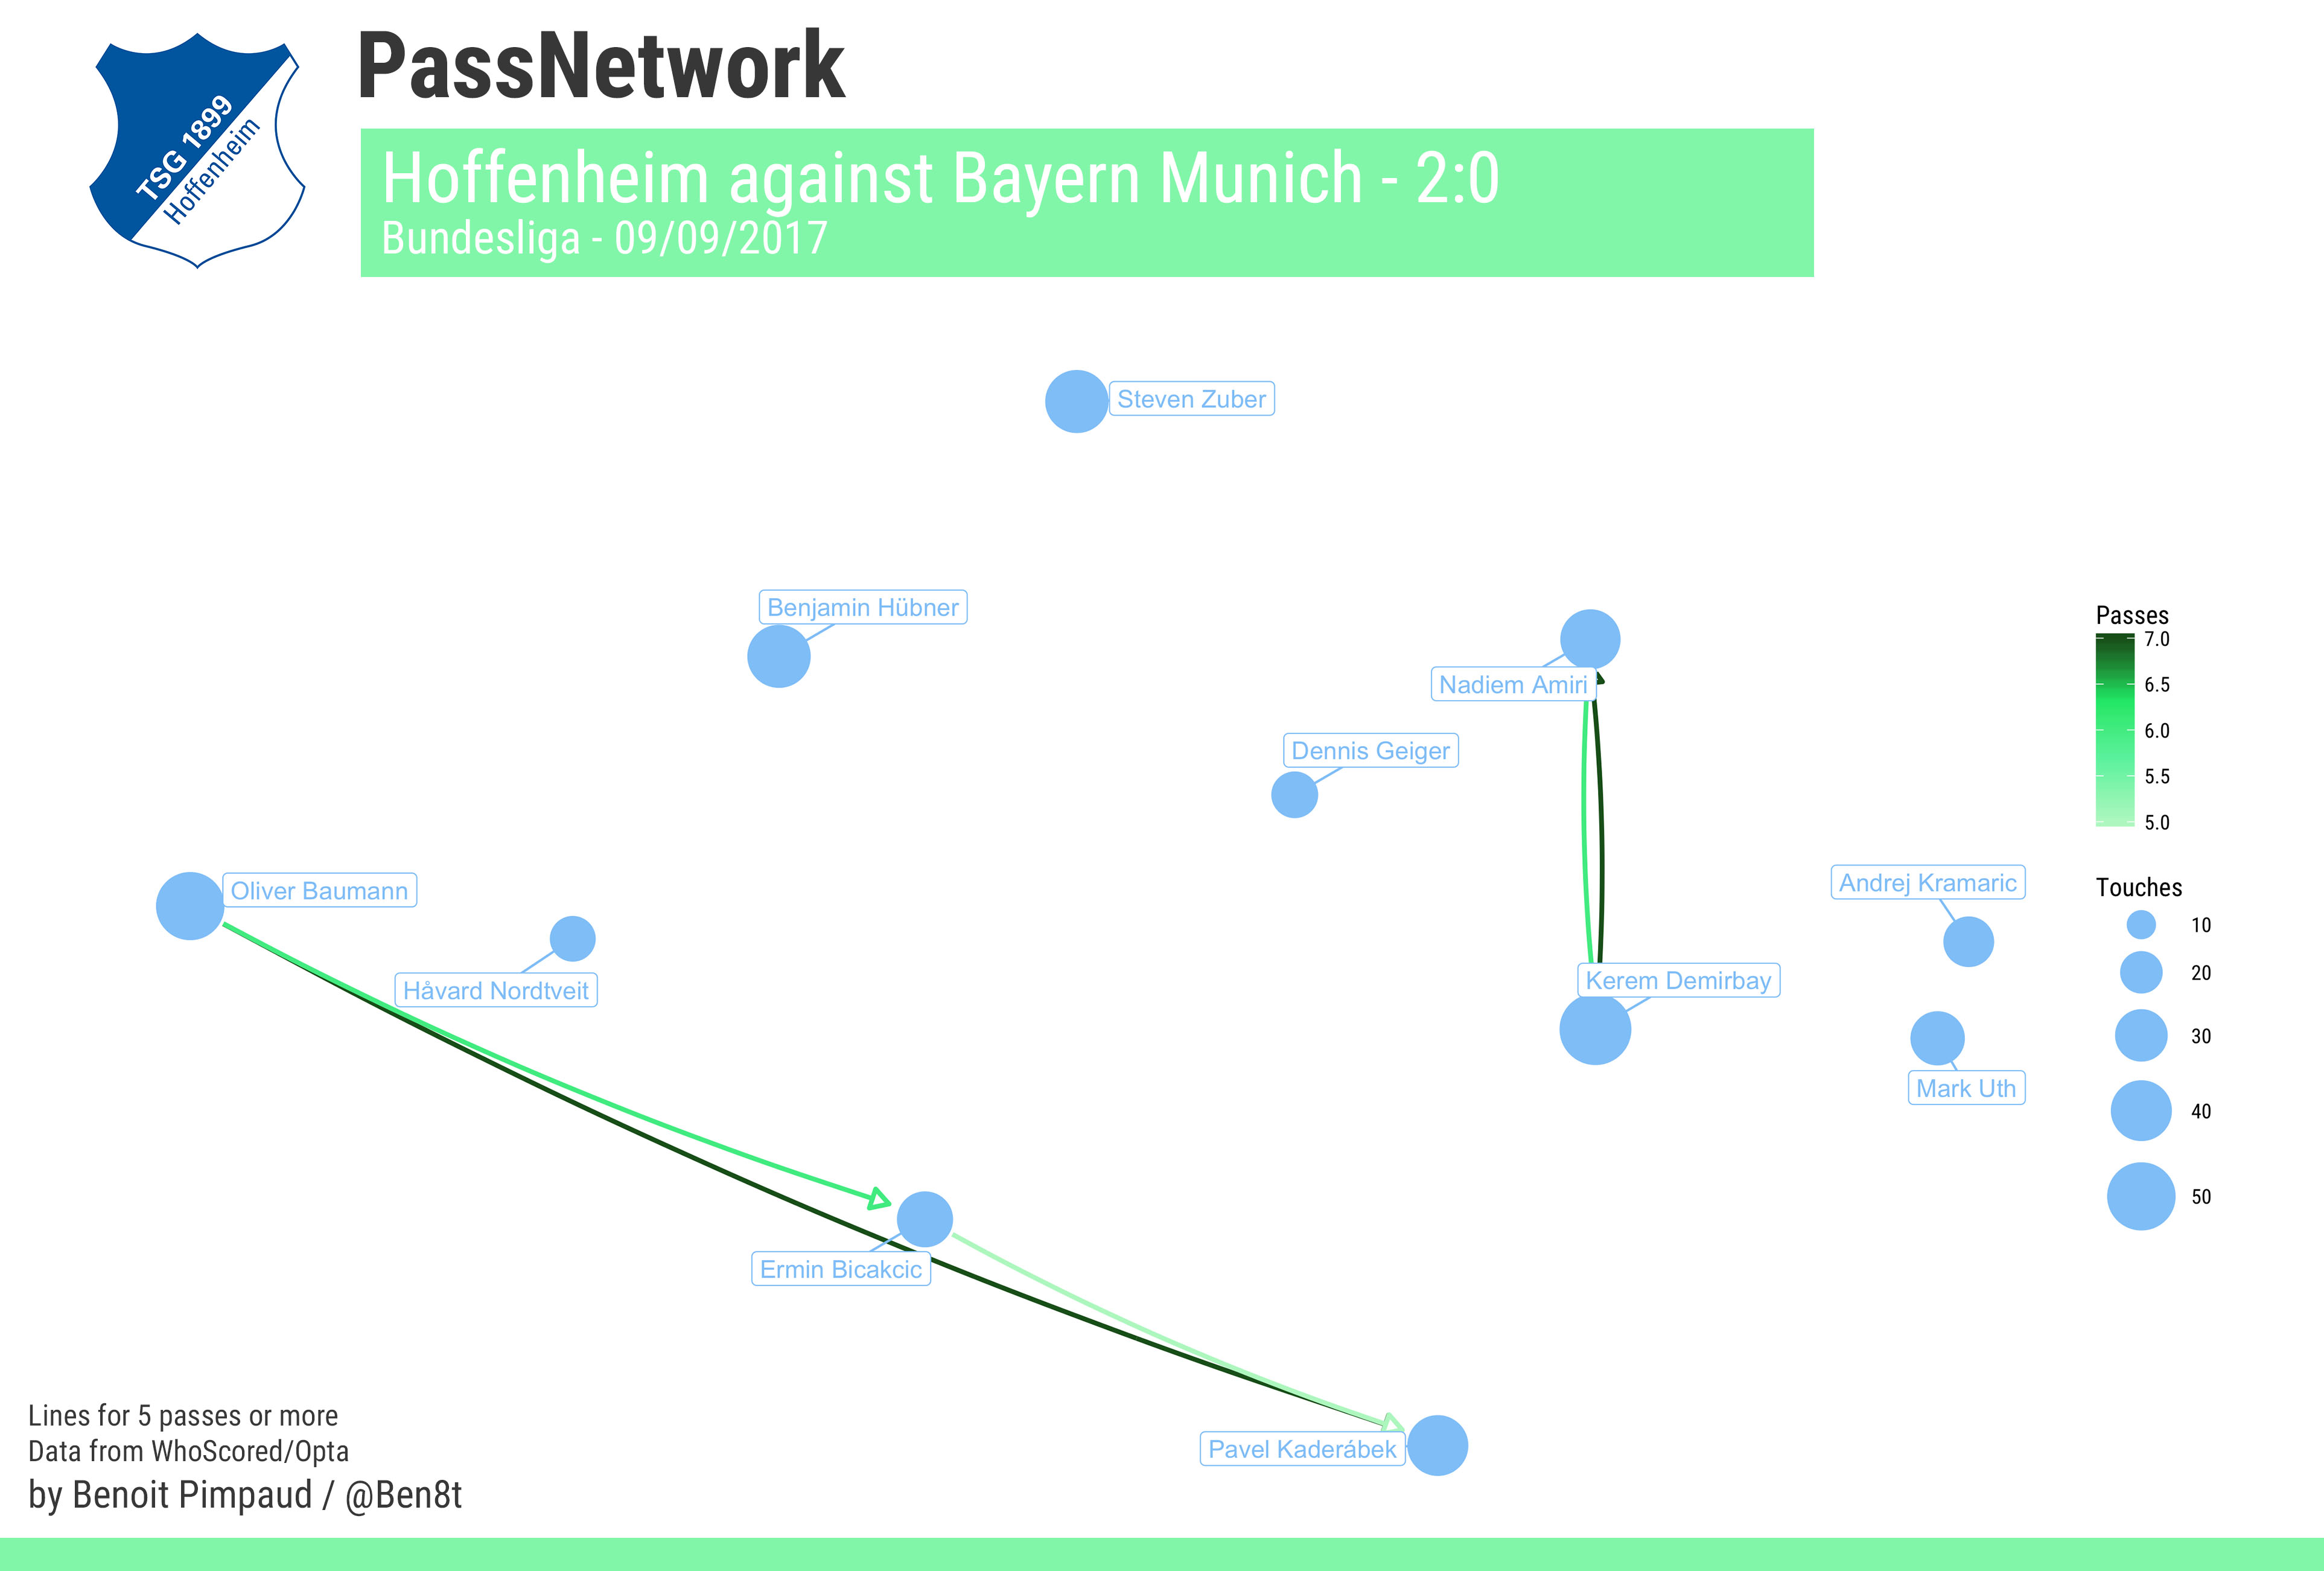 TSG 1899
Hoffenheim
PassNetwork
Hoffenheim against Bayern Munich - 2:0
Bundesliga - 09/09/2017
Steven Zuber
Benjamin Hübner
Nadiem Amiri
Dennis Geiger
Oliver Baumann
Håvard Nordtveit
Andrej Kramaric
Kerem Demirbay
Mark Uth
Ermin Bicakcic
Pavel Kaderábek
Passes
7.0
6.5
6.0
5.5
5.0
Touches
10
20
30
40
50
Lines for 5 passes or more
Data from WhoScored/Opta
by Benoit Pimpaud / @Ben8t